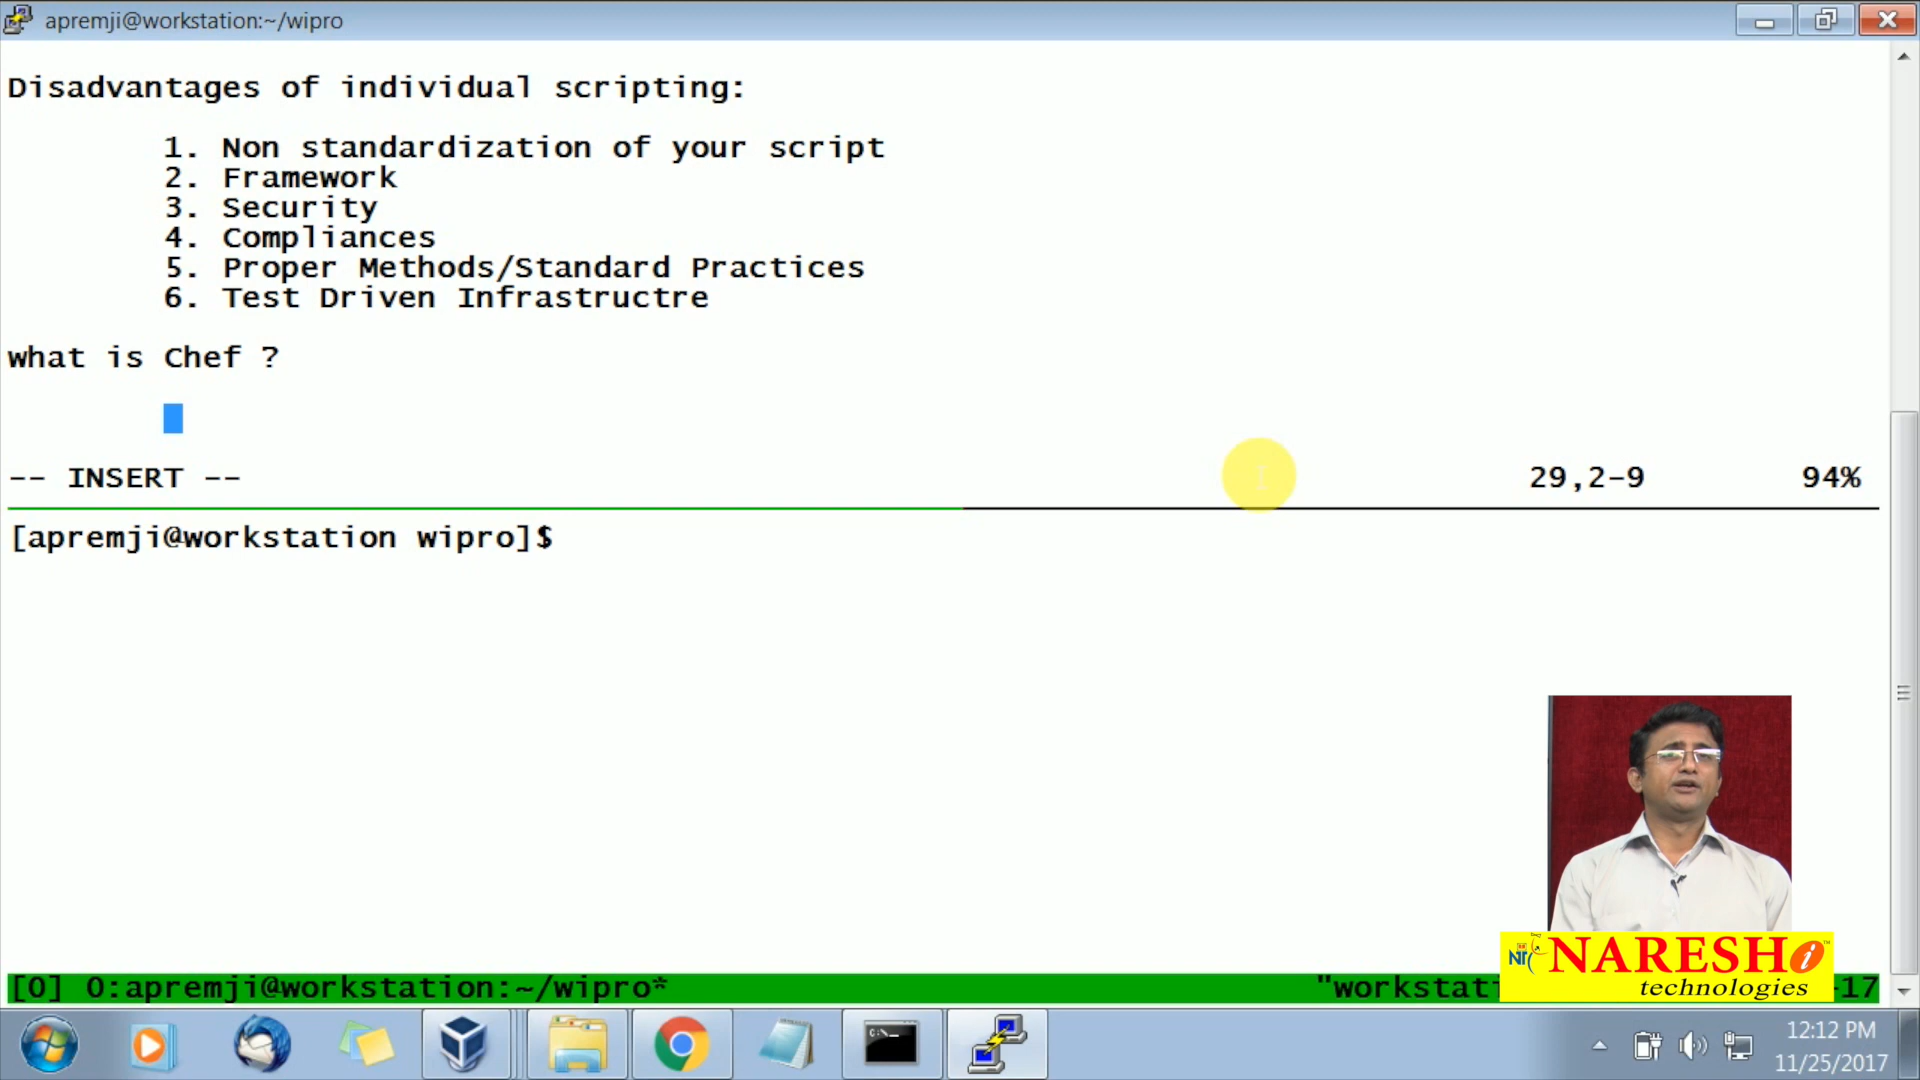 apremji@workstation:~/wipro
Disadvantages of individual scripting:
1. Non standardization of your script
2. Framework
3. Security
4. Compliances
5. Proper Methods/Standard Practices
6. Test Driven Infrastructre
what is Chef ?
-- INSERT -- 29,2-9 94%
[apremji@workstation wipro]$
[0] 0:apremji@workstation:~/wipro* "workstati -17
NARESH i ™
technologies
12:12 PM
11/25/2017